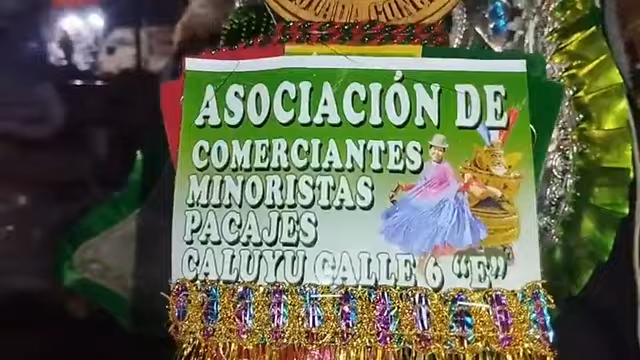 ASOCIACIÓN DE
COMERCIANTES
MINORISTAS
PACAJES
CALUYU CALLE 6 “E”